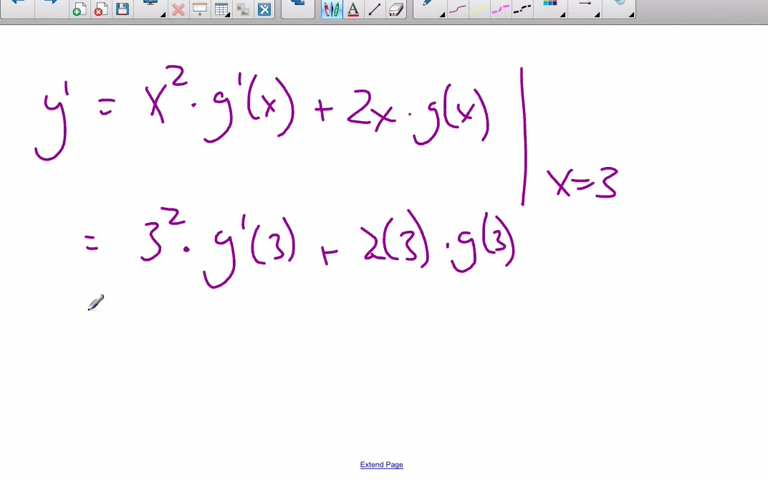 y' = x² · g'(x) + 2x · g(x) | x=3
= 3² · g'(3) + 2(3) · g(3)
Extend Page